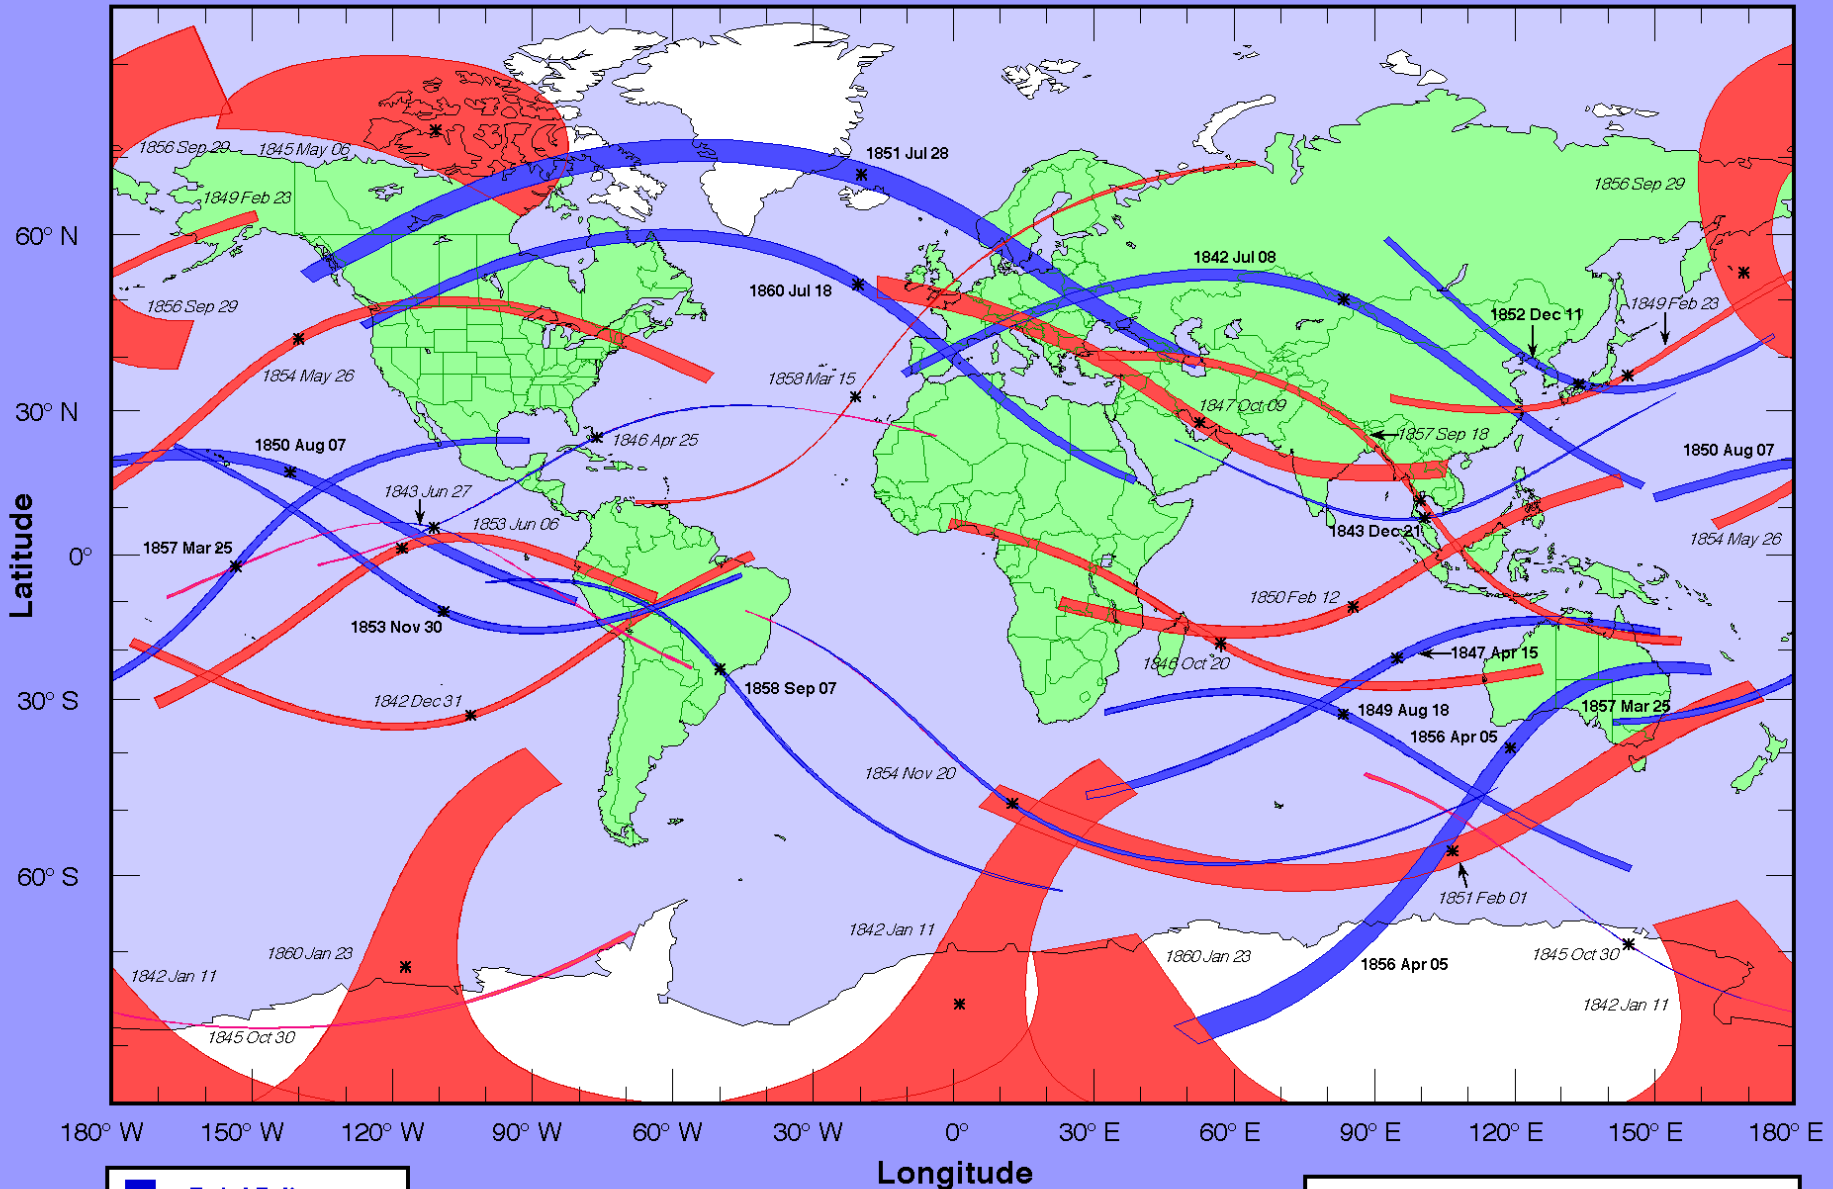 1851 Jul 28
1856 Sep 29
1845 May 06
1856 Sep 29
1849 Feb 23
60° N
1842 Jul 08
1860 Jul 18
1856 Sep 29
1849 Feb 23
1852 Dec 11
1854 May 26
1858 Mar 15
30° N
1847 Oct 09
1857 Sep 18
1846 Apr 25
1850 Aug 07
1850 Aug 07
1843 Jun 27
1853 Jun 06
1843 Dec 21
1854 May 26
1857 Mar 25
0°
Latitude
1850 Feb 12
1853 Nov 30
1847 Apr 15
1846 Oct 20
1858 Sep 07
30° S
1842 Dec 31
1849 Aug 18
1857 Mar 25
1856 Apr 05
1854 Nov 20
60° S
1851 Feb 01
1842 Jan 11
1860 Jan 23
1860 Jan 23
1845 Oct 30
1856 Apr 05
1842 Jan 11
1842 Jan 11
1845 Oct 30
180° W 150° W 120° W 90° W 60° W 30° W 0° 30° E 60° E 90° E 120° E 150° E 180° E
Longitude